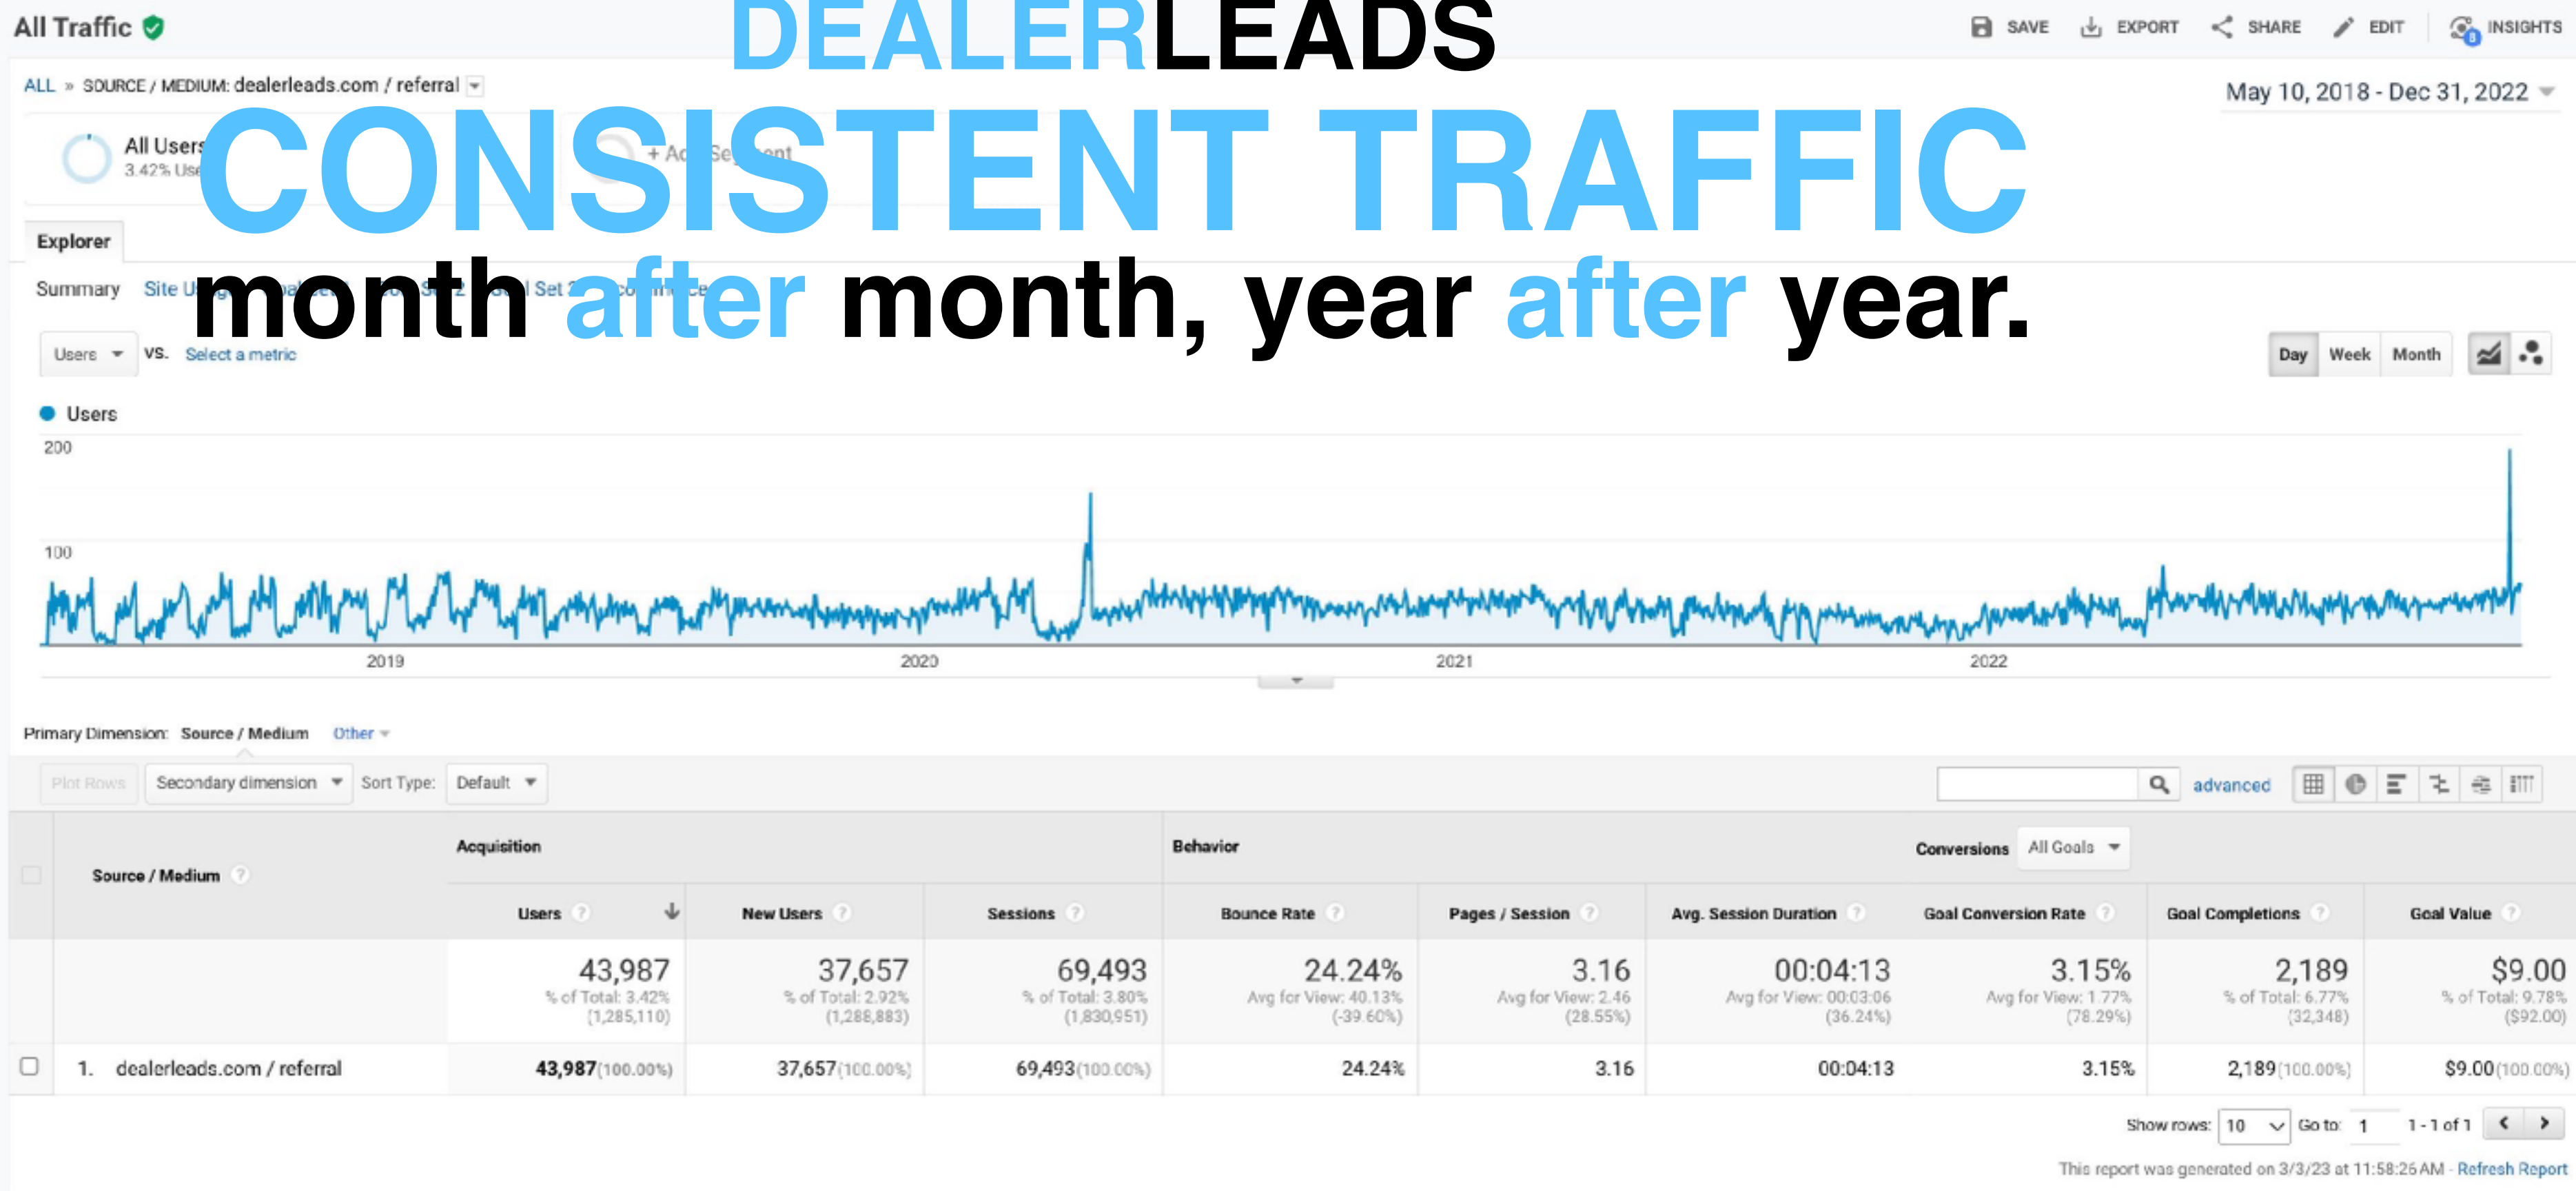 DEALERLEADS
All Traffic
SAVE EXPORT SHARE EDIT INSIGHTS
ALL » SOURCE / MEDIUM: dealerleads.com / referral
May 10, 2018 - Dec 31, 2022
CONSISTENT TRAFFIC
All Users
3.42%
Explorer
month after month, year after year.
Summary Site
Users VS. Select a metric
Day Week Month
Users
200
100
2019 2020 2021 2022
Primary Dimension: Source / Medium Other
Plot Rows Secondary dimension Sort Type: Default advanced
Acquisition Behavior Conversions All Goals
Source / Medium
Users New Users Sessions Bounce Rate Pages / Session Avg. Session Duration Goal Conversion Rate Goal Completions Goal Value
43,987 37,657 69,493 24.24% 3.16 00:04:13 3.15% 2,189 $9.00
% of Total: 3.42% % of Total: 2.92% % of Total: 3.80% Avg for View: 40.13% Avg for View: 2.46 Avg for View: 00:03:06 Avg for View: 1.77% % of Total: 6.77% % of Total: 9.78%
(1,285,110) (1,288,883) (1,830,951) (-39.60%) (28.55%) (36.24%) (78.29%) (32,348) ($92.00)
1. dealerleads.com / referral 43,987(100.00%) 37,657(100.00%) 69,493(100.00%) 24.24% 3.16 00:04:13 3.15% 2,189(100.00%) $9.00(100.00%)
Show rows: 10 Go to: 1 1 - 1 of 1
This report was generated on 3/3/23 at 11:58:26 AM - Refresh Report